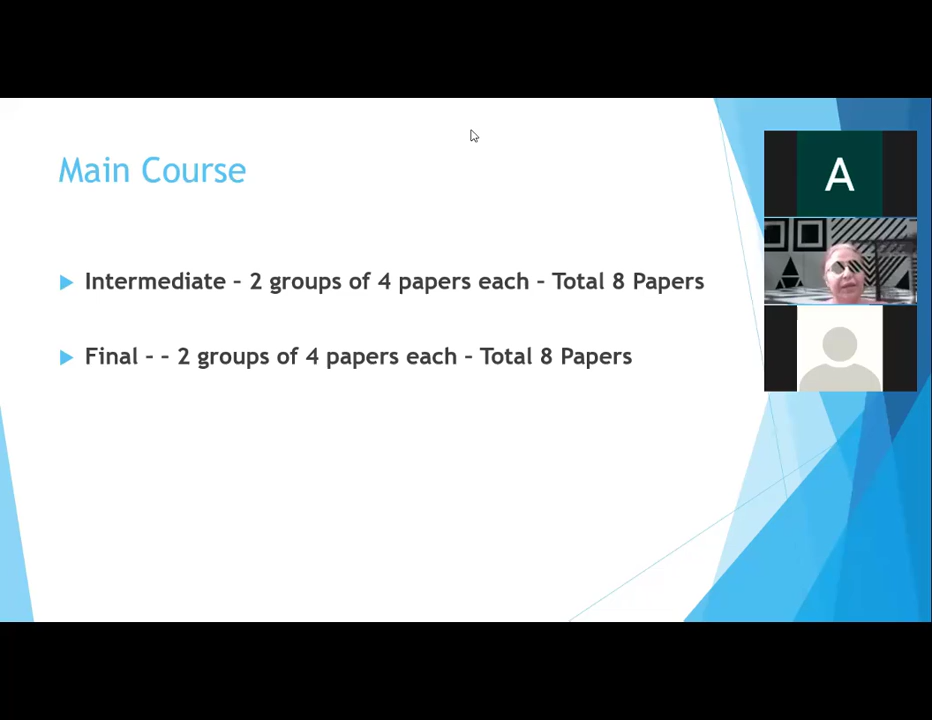 Main Course
Intermediate – 2 groups of 4 papers each – Total 8 Papers
Final – – 2 groups of 4 papers each – Total 8 Papers
A